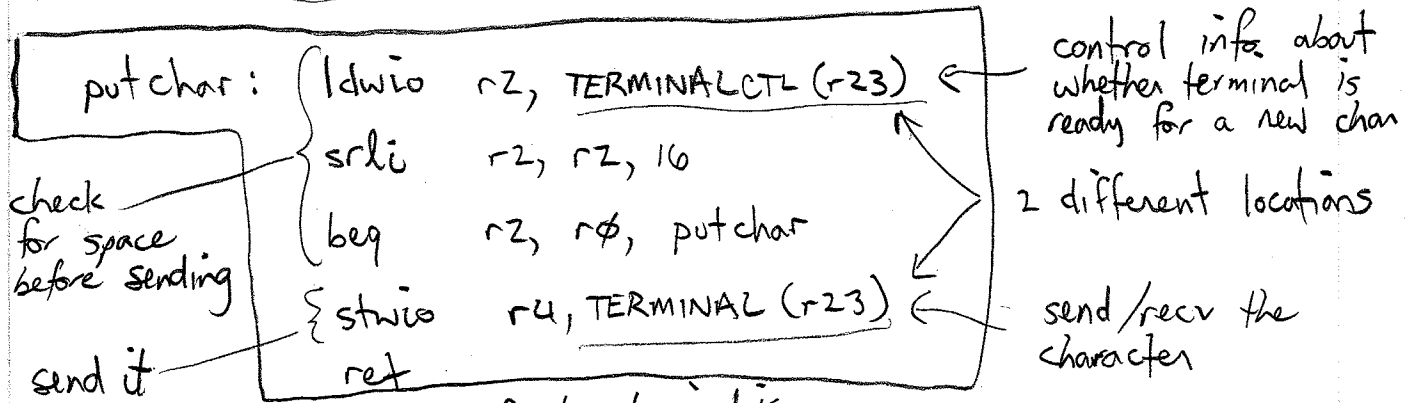 putchar: ldwio r2, TERMINALCTL (r23)
srli r2, r2, 16
beq r2, r0, putchar
stwio r4, TERMINAL (r23)
ret
check
for space
before sending
send it
control info. about
whether terminal is
ready for a new char
2 different locations
send/recv the
character